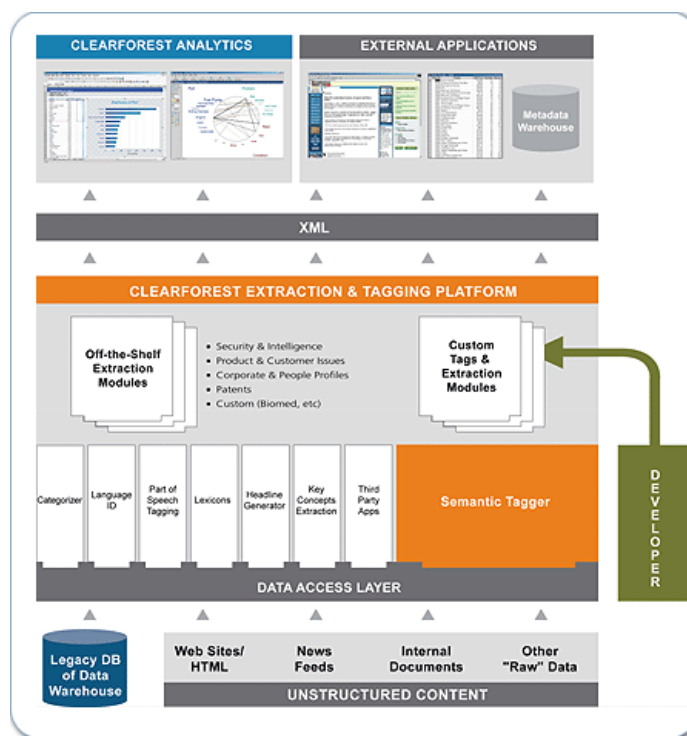 CLEARFOREST ANALYTICS
EXTERNAL APPLICATIONS
Metadata
Warehouse
XML
CLEARFOREST EXTRACTION & TAGGING PLATFORM
Off-the-Shelf
Extraction
Modules
• Security & Intelligence
• Product & Customer Issues
• Corporate & People Profiles
• Patents
• Custom (Biomed, etc)
Custom
Tags &
Extraction
Modules
Categorizer
Language
ID
Part of
Speech
Tagging
Lexicons
Headline
Generator
Key
Concepts
Extraction
Third
Party
Apps
Semantic Tagger
DEVELOPER
DATA ACCESS LAYER
Legacy DB
of Data
Warehouse
Web Sites/
HTML
News
Feeds
Internal
Documents
Other
"Raw" Data
UNSTRUCTURED CONTENT